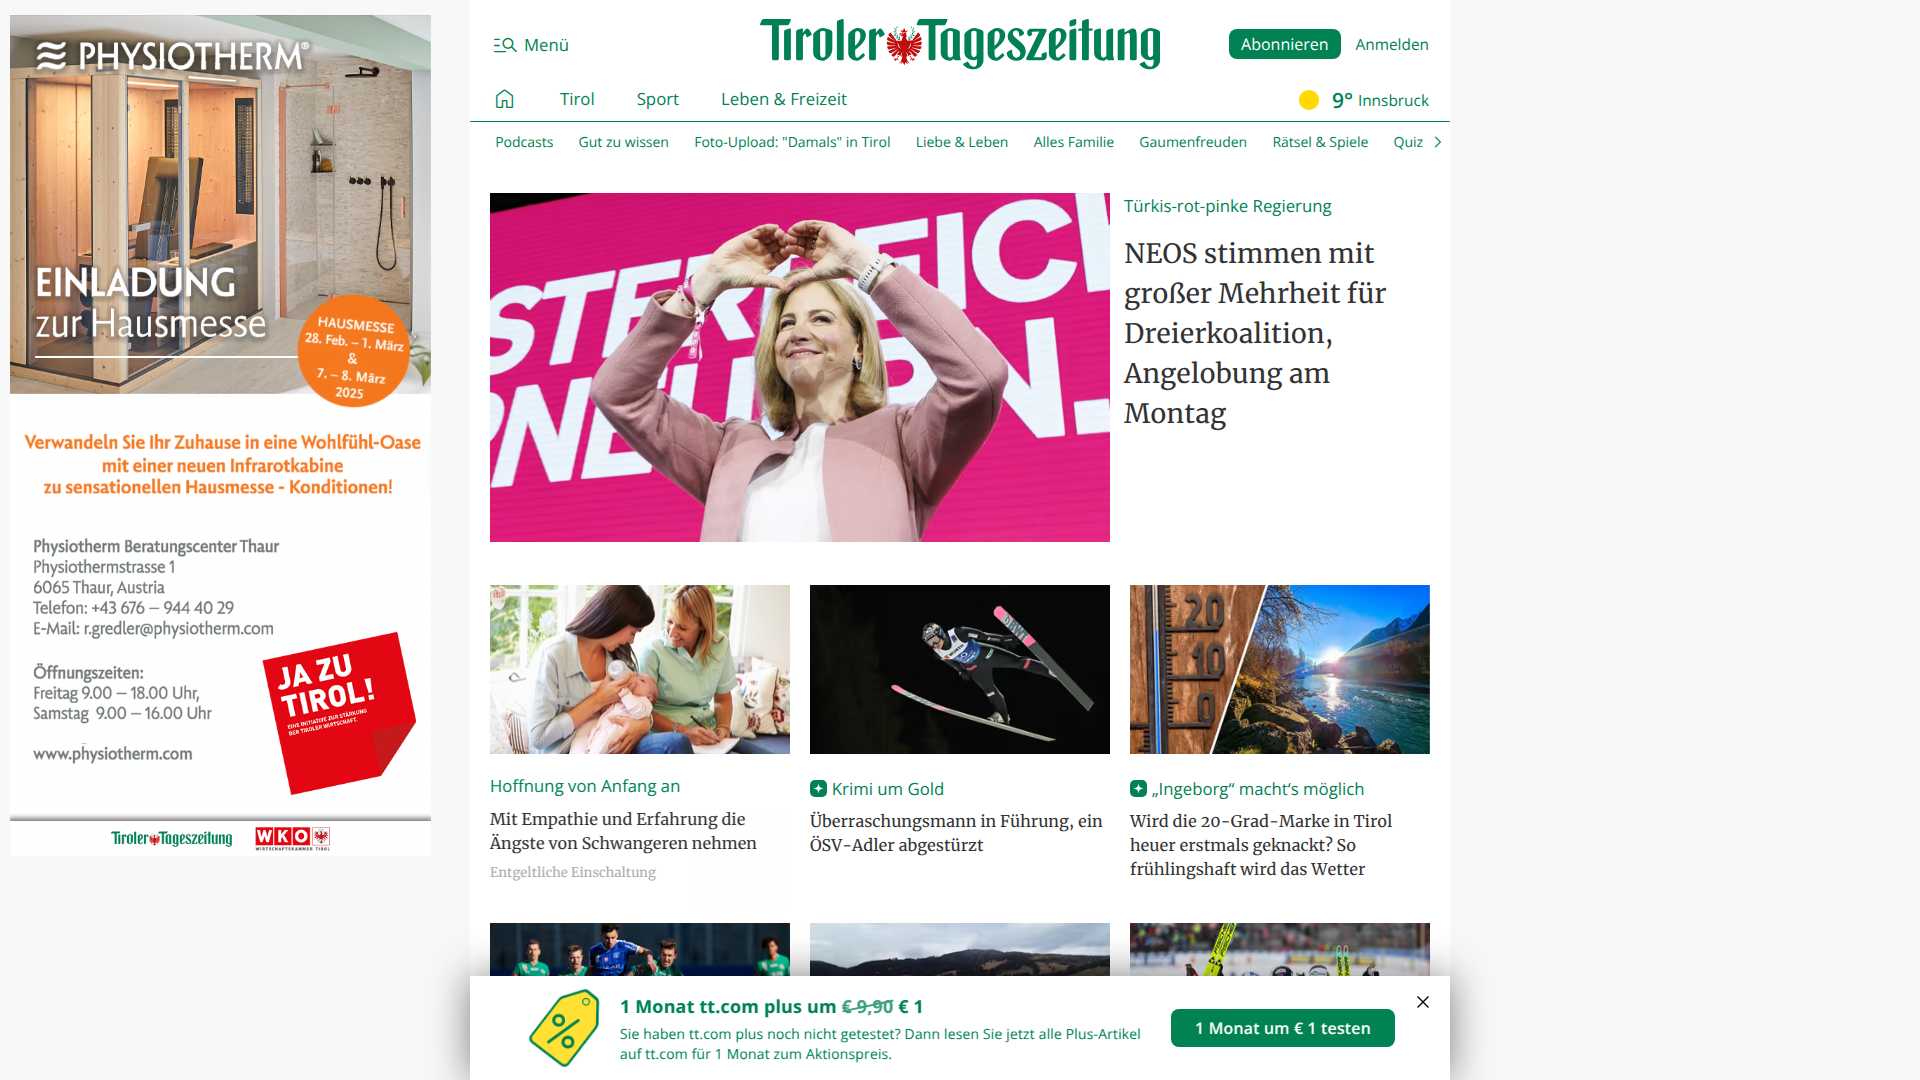 PHYSIOTHERM®
EINLADUNG
zur Hausmesse
HAUSMESSE
28. Feb. – 1. März
&
7. – 8. März
2025
Verwandeln Sie Ihr Zuhause in eine Wohlfühl-Oase
mit einer neuen Infrarotkabine
zu sensationellen Hausmesse - Konditionen!
Physiotherm Beratungscenter Thaur
Physiothermstrasse 1
6065 Thaur, Austria
Telefon: +43 676 – 944 40 29
E-Mail: r.gredler@physiotherm.com
Öffnungszeiten:
Freitag 9.00 – 18.00 Uhr,
Samstag 9.00 – 16.00 Uhr
www.physiotherm.com
JA ZU
TIROL!
EINE INITIATIVE ZUR STÄRKUNG
DER TIROLER WIRTSCHAFT.
Tiroler Tageszeitung
WKO
WIRTSCHAFTSKAMMER TIROL
Menü
Tiroler Tageszeitung
Abonnieren
Anmelden
Tirol
Sport
Leben & Freizeit
9° Innsbruck
Podcasts
Gut zu wissen
Foto-Upload: "Damals" in Tirol
Liebe & Leben
Alles Familie
Gaumenfreuden
Rätsel & Spiele
Quiz
Türkis-rot-pinke Regierung
NEOS stimmen mit
großer Mehrheit für
Dreierkoalition,
Angelobung am
Montag
Hoffnung von Anfang an
Mit Empathie und Erfahrung die
Ängste von Schwangeren nehmen
Entgeltliche Einschaltung
Krimi um Gold
Überraschungsmann in Führung, ein
ÖSV-Adler abgestürzt
20
10
0
„Ingeborg“ macht‘s möglich
Wird die 20-Grad-Marke in Tirol
heuer erstmals geknackt? So
frühlingshaft wird das Wetter
1 Monat tt.com plus um € 9,90 € 1
Sie haben tt.com plus noch nicht getestet? Dann lesen Sie jetzt alle Plus-Artikel
auf tt.com für 1 Monat zum Aktionspreis.
1 Monat um € 1 testen